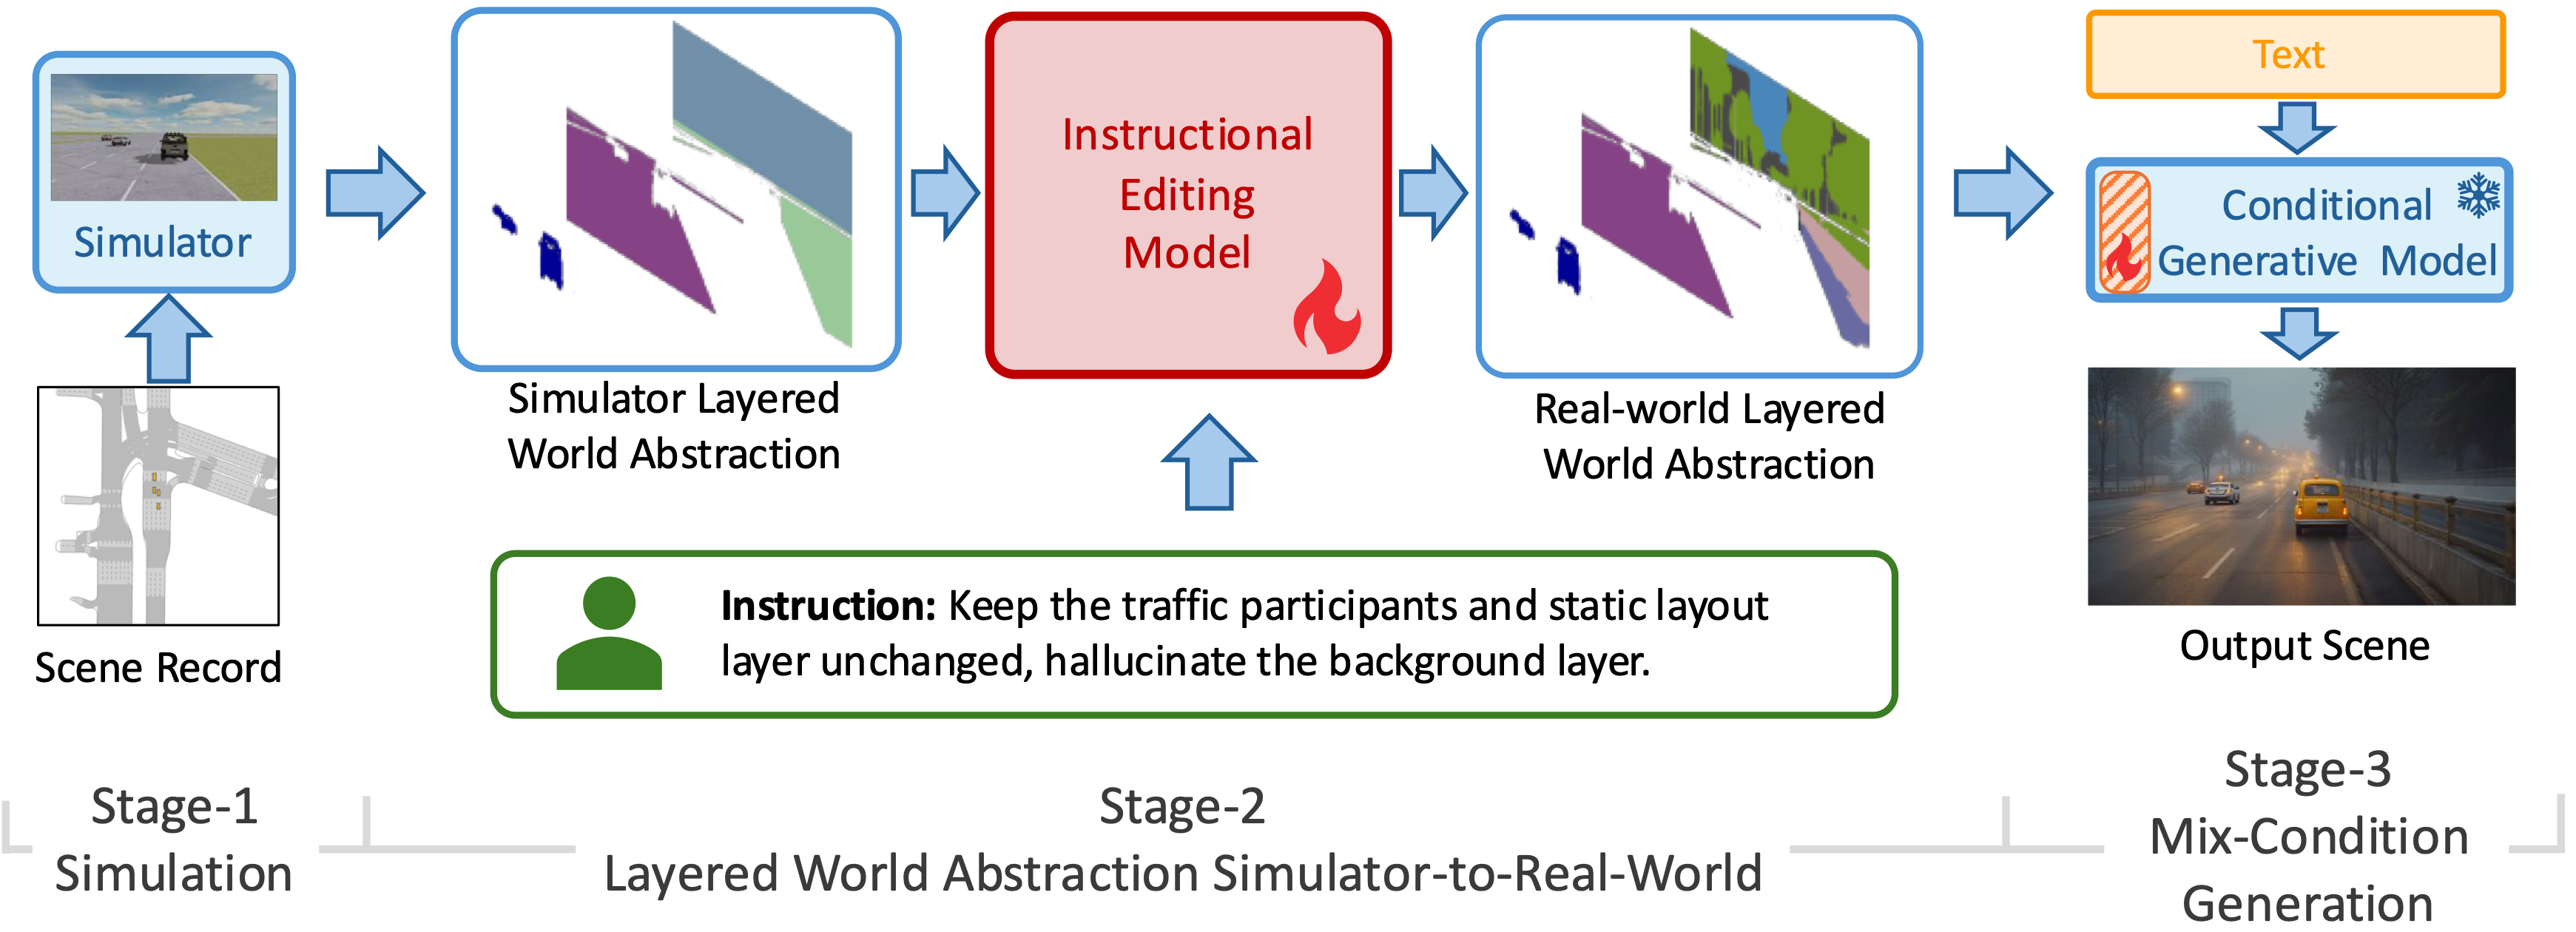 Simulator
Scene Record
Simulator Layered
World Abstraction
Instructional
Editing
Model
Real-world Layered
World Abstraction
Text
Conditional
Generative Model
Output Scene
Instruction: Keep the traffic participants and static layout
layer unchanged, hallucinate the background layer.
Stage-1
Simulation
Stage-2
Layered World Abstraction Simulator-to-Real-World
Stage-3
Mix-Condition
Generation